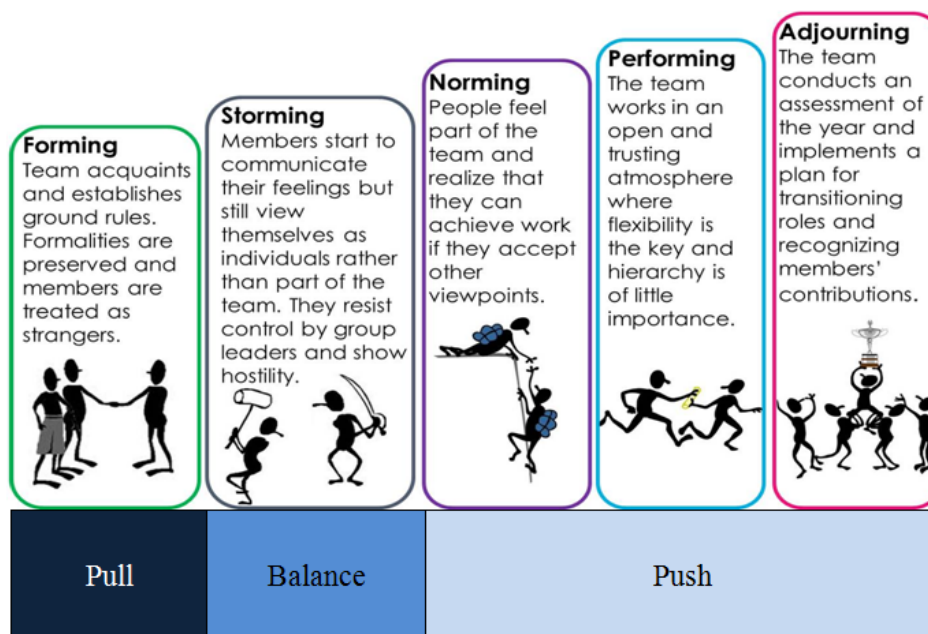 Forming
Team acquaints
and establishes
ground rules.
Formalities are
preserved and
members are
treated as
strangers.
Storming
Members start to
communicate
their feelings but
still view
themselves as
individuals rather
than part of the
team. They resist
control by group
leaders and show
hostility.
Norming
People feel
part of the
team and
realize that
they can
achieve work
if they accept
other
viewpoints.
Performing
The team
works in an
open and
trusting
atmosphere
where
flexibility is
the key and
hierarchy is
of little
importance.
Adjourning
The team
conducts an
assessment of
the year and
implements a
plan for
transitioning
roles and
recognizing
members'
contributions.
Pull
Balance
Push